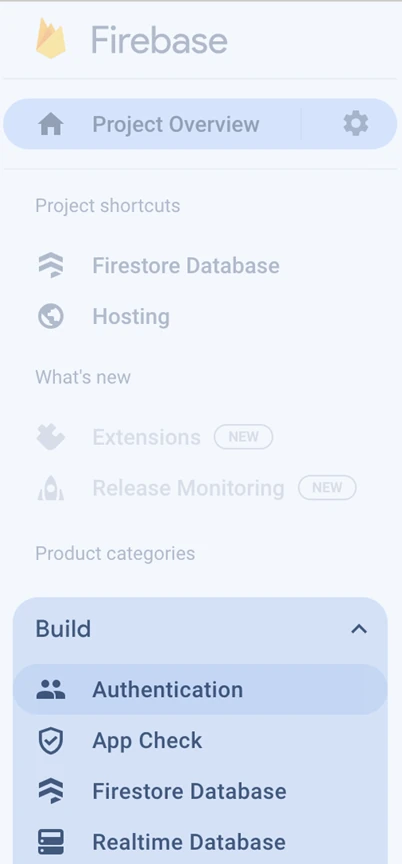 Firebase
Project Overview
Project shortcuts
Firestore Database
Hosting
What's new
Extensions NEW
Release Monitoring NEW
Product categories
Build
Authentication
App Check
Firestore Database
Realtime Database